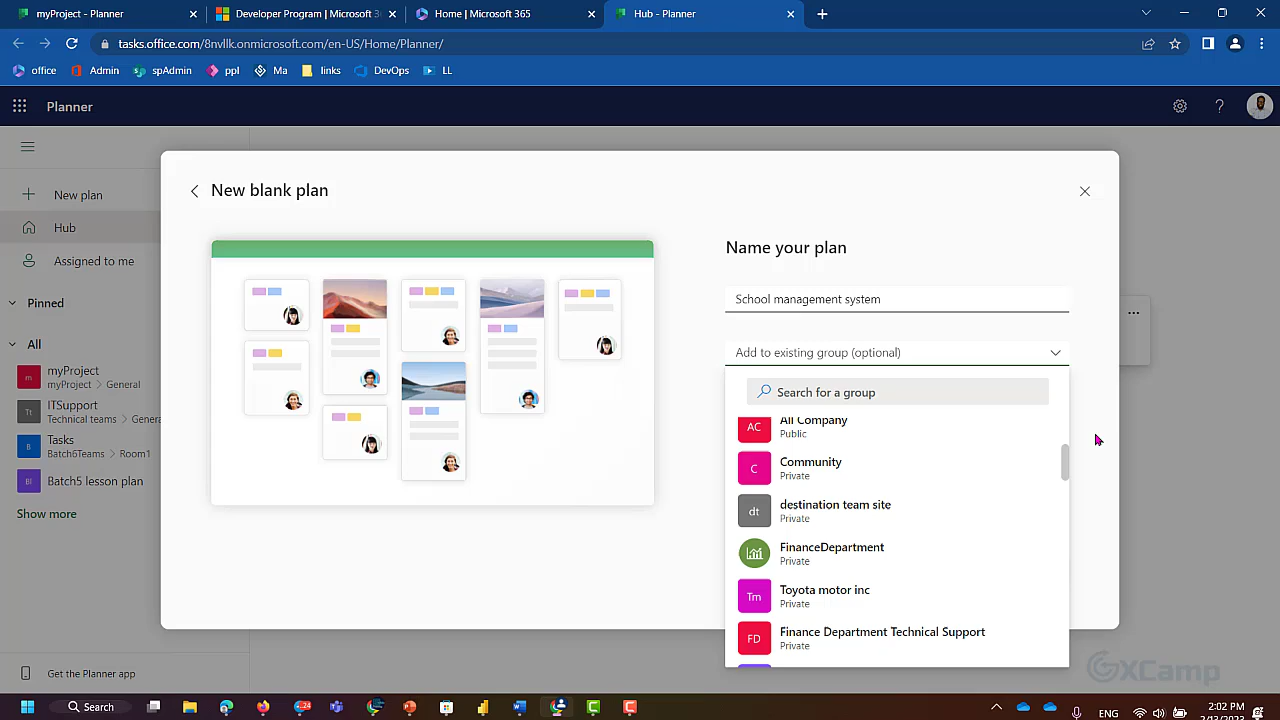 myProject - Planner
Developer Program | Microsoft 3
Home | Microsoft 365
Hub - Planner
tasks.office.com/8nvllk.onmicrosoft.com/en-US/Home/Planner/
office
Admin
spAdmin
ppl
Ma
links
DevOps
LL
Planner
New plan
Hub
Assigned to me
Pinned
All
m
myProject
myProject > General
Tt
ITSupport
Technical teams > Genera
B
Tasks
Batch6Teams > Room1
Bl
Batch5 lesson plan
Show more
Get the Planner app
New blank plan
Name your plan
School management system
Add to existing group (optional)
Search for a group
AC
All Company
Public
C
Community
Private
dt
destination team site
Private
FinanceDepartment
Private
Tm
Toyota motor inc
Private
FD
Finance Department Technical Support
Private
GXCamp
Search
24
ENG
2:02 PM